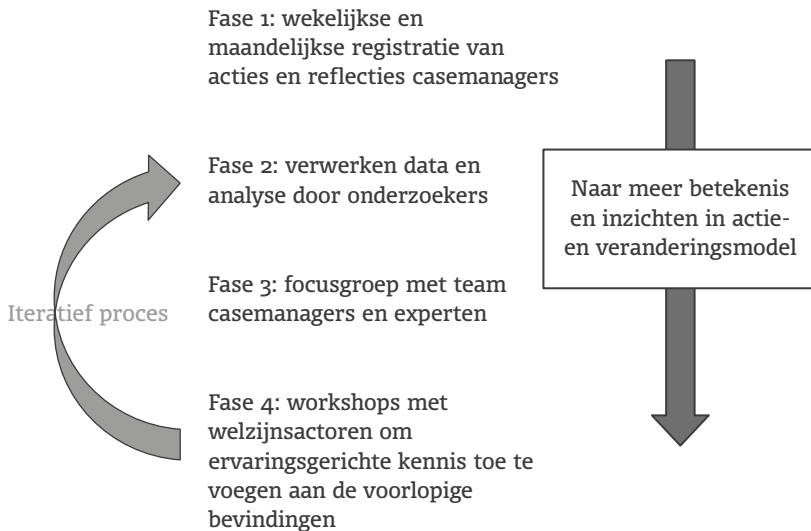 Fase 1: wekelijkse en
maandelijkse registratie van
acties en reflecties casemanagers
Fase 2: verwerken data en
analyse door onderzoekers
Naar meer betekenis
en inzichten in actie-
en veranderingsmodel
Fase 3: focusgroep met team
casemanagers en experten
Iteratief proces
Fase 4: workshops met
welzijnsactoren om
ervaringsgerichte kennis toe te
voegen aan de voorlopige
bevindingen